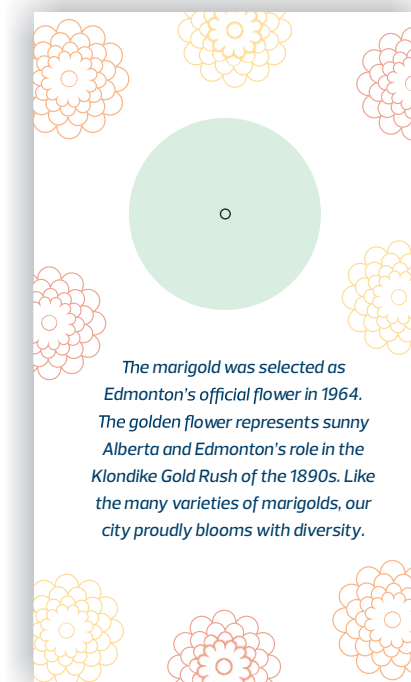 The marigold was selected as
Edmonton's official flower in 1964.
The golden flower represents sunny
Alberta and Edmonton's role in the
Klondike Gold Rush of the 1890s. Like
the many varieties of marigolds, our
city proudly blooms with diversity.